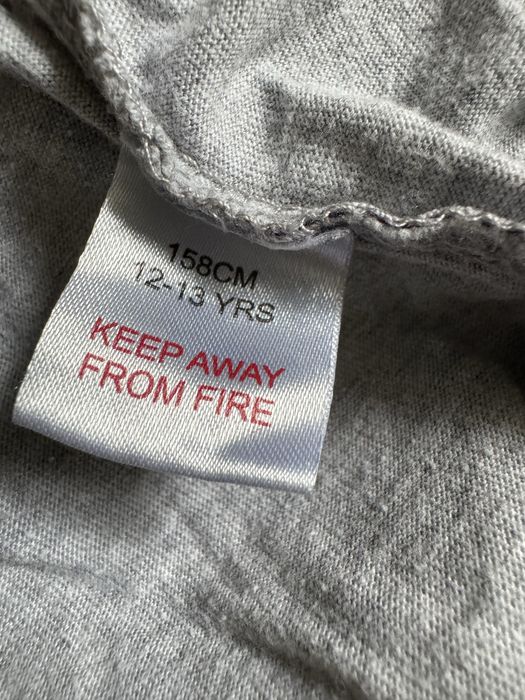 158CM
12-13 YRS
KEEP AWAY
FROM FIRE